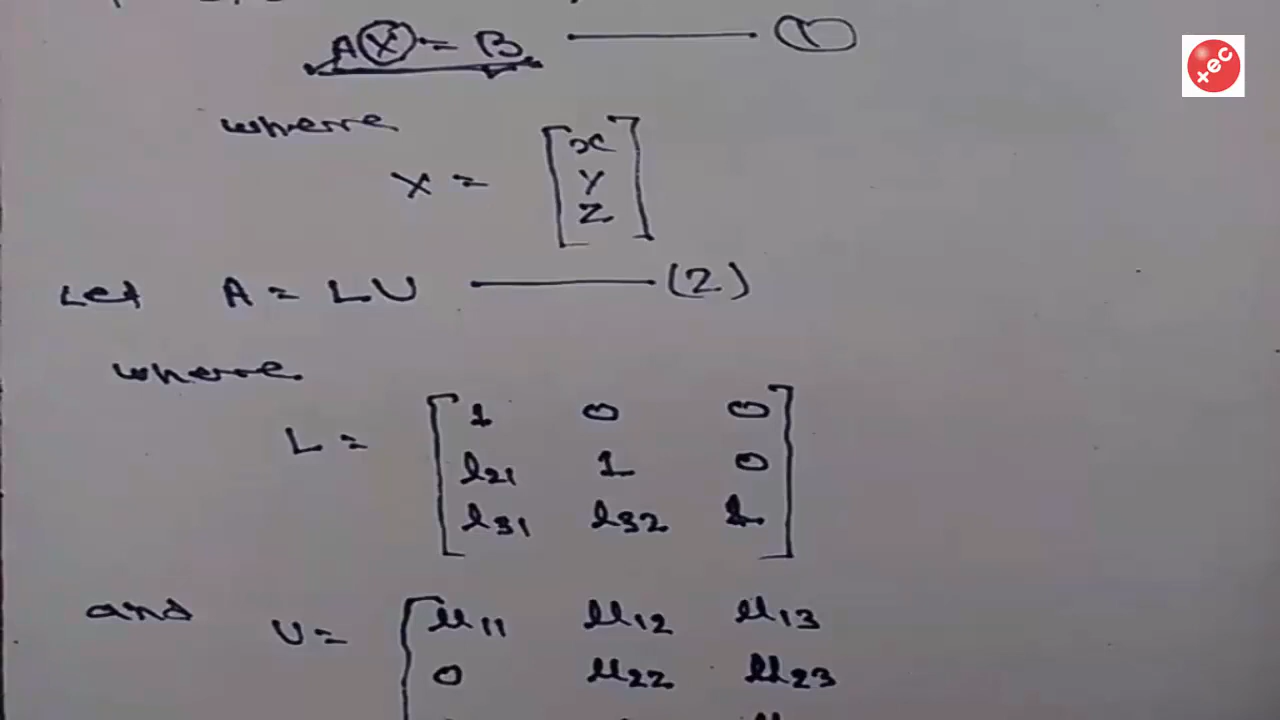 AX = B ——— (1)
where
X = [x
Y
Z]
Let A = LU ——— (2)
where
L = [1 0 0
l21 1 0
l31 l32 1]
and U = [u11 u12 u13
0 u22 u23
tec